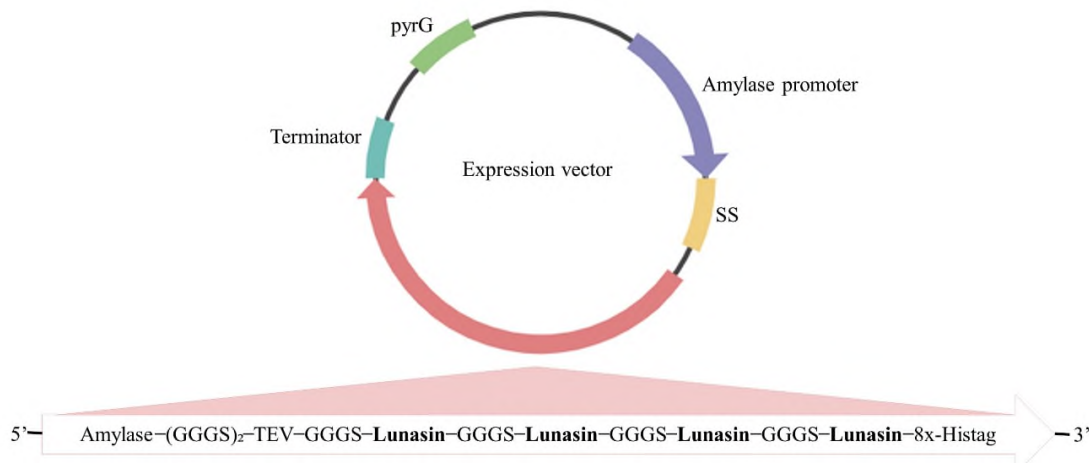 pyrG
Amylase promoter
Terminator
Expression vector
SS
5’ Amylase–(GGGS)₂–TEV–GGGS–Lunasin–GGGS–Lunasin–GGGS–Lunasin–GGGS–Lunasin–8x-Histag 3’